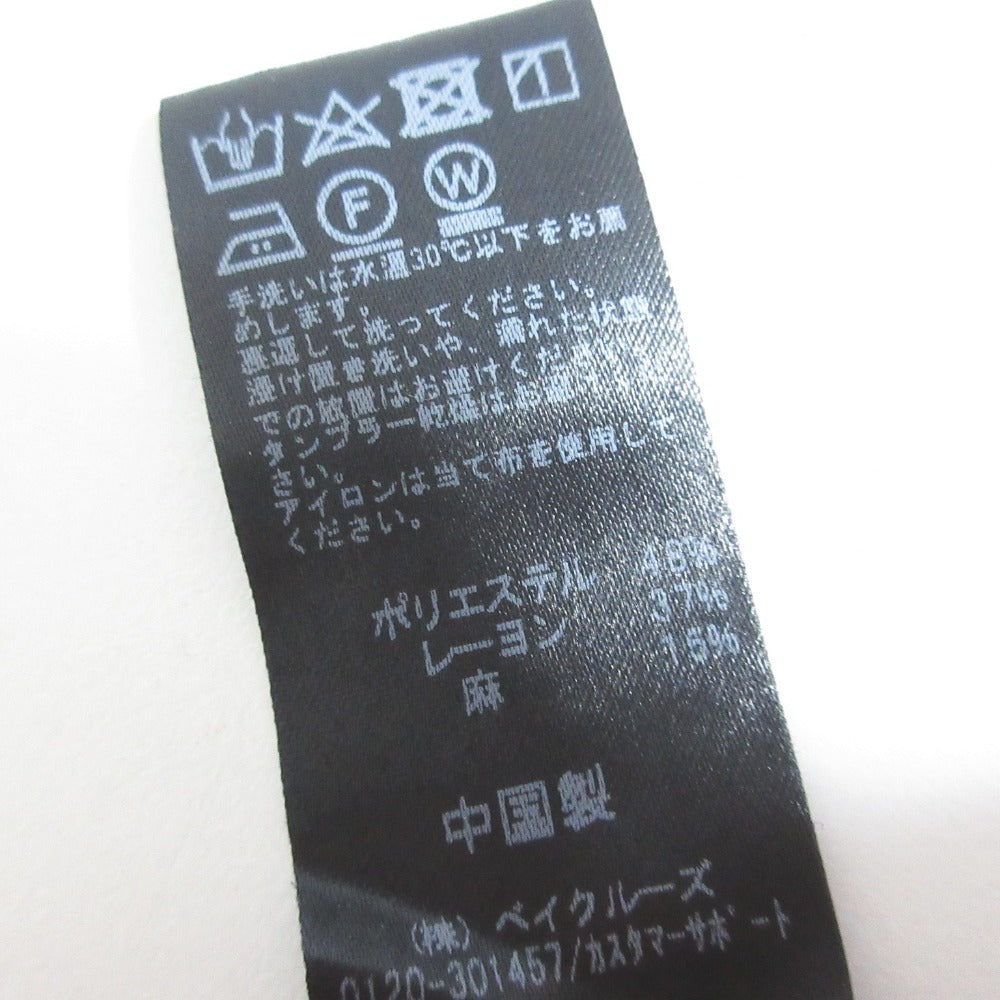 F W
手洗いは水温30℃以下をお薦
めします。
裏返して洗ってください。
浸け置き洗いや、濡れた状態
での放置はお避けください。
タンブラー乾燥はお避けくだ
さい。
アイロンは当て布を使用して
ください。
ポリエステル 48%
レーヨン 37%
麻 15%
中国製
(株) ベイクルーズ
0120-301457/カスタマーサポート